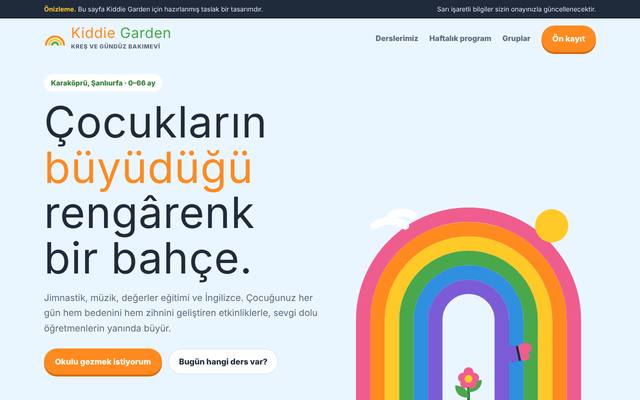 Önizleme. Bu sayfa Kiddie Garden için hazırlanmış taslak bir tasarımdır.
Sarı işaretli bilgiler sizin onayınızla güncellenecektir.
Kiddie Garden
KREŞ VE GÜNDÜZ BAKIMEVİ
Derslerimiz
Haftalık program
Gruplar
Ön kayıt
Karaköprü, Şanlıurfa · 0–66 ay
Çocukların
büyüdüğü
rengârenk
bir bahçe.
Jimnastik, müzik, değerler eğitimi ve İngilizce. Çocuğunuz her
gün hem bedenini hem zihnini geliştiren etkinliklerle, sevgi dolu
öğretmenlerin yanında büyür.
Okulu gezmek istiyorum
Bugün hangi ders var?